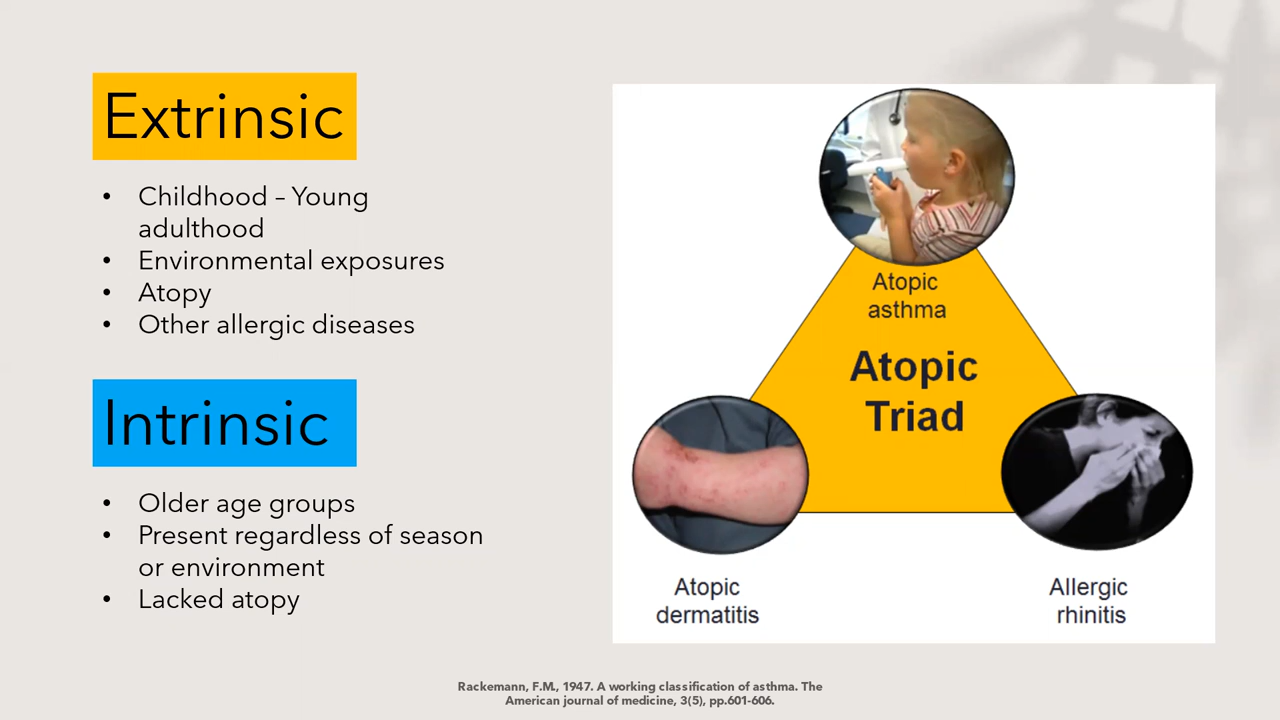 Extrinsic
• Childhood – Young
adulthood
• Environmental exposures
• Atopy
• Other allergic diseases
Intrinsic
• Older age groups
• Present regardless of season
or environment
• Lacked atopy
Atopic
asthma
Atopic
Triad
Atopic
dermatitis
Allergic
rhinitis
Rackemann, F.M., 1947. A working classification of asthma. The
American journal of medicine, 3(5), pp.601-606.